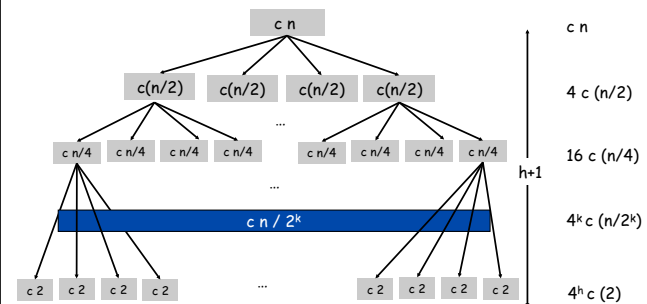 c n c n
c(n/2) c(n/2) c(n/2) c(n/2) 4 c (n/2)
...
c n/4 c n/4 c n/4 c n/4 c n/4 c n/4 c n/4 c n/4 16 c (n/4)
h+1
...
c n / 2ᵏ 4ᵏ c (n/2ᵏ)
c 2 c 2 c 2 c 2 ... c 2 c 2 c 2 c 2 4ʰ c (2)